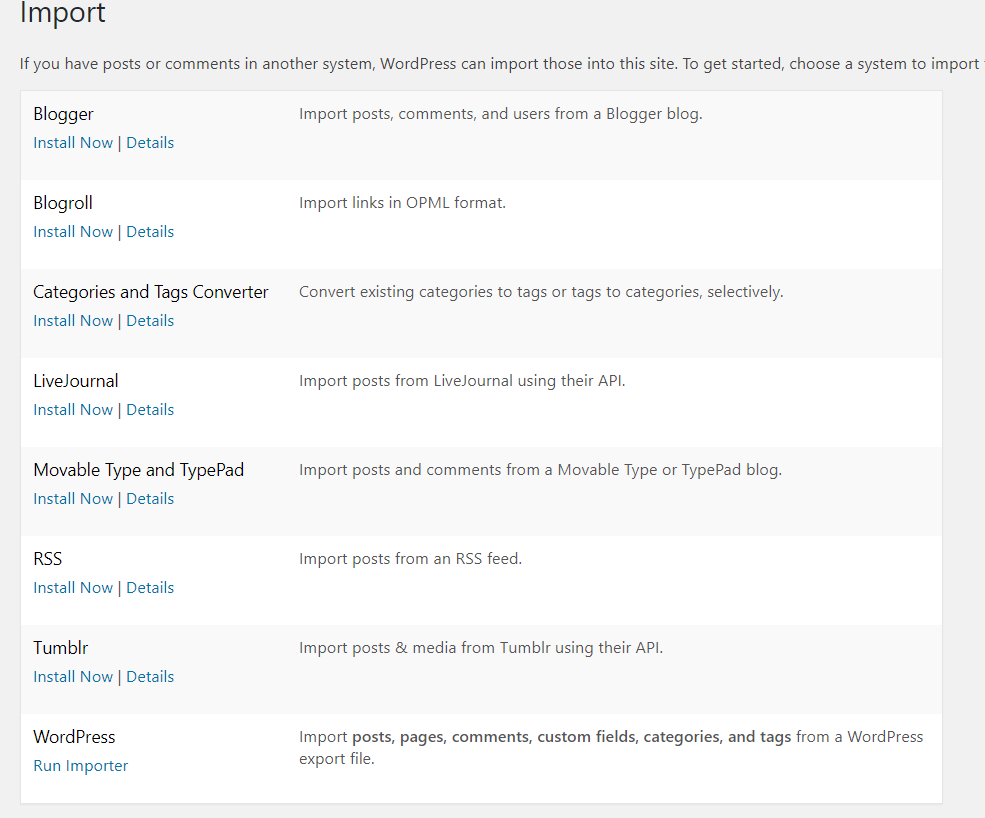 Import
If you have posts or comments in another system, WordPress can import those into this site. To get started, choose a system to import
Blogger
Import posts, comments, and users from a Blogger blog.
Install Now | Details
Blogroll
Import links in OPML format.
Install Now | Details
Categories and Tags Converter
Convert existing categories to tags or tags to categories, selectively.
Install Now | Details
LiveJournal
Import posts from LiveJournal using their API.
Install Now | Details
Movable Type and TypePad
Import posts and comments from a Movable Type or TypePad blog.
Install Now | Details
RSS
Import posts from an RSS feed.
Install Now | Details
Tumblr
Import posts & media from Tumblr using their API.
Install Now | Details
WordPress
Import posts, pages, comments, custom fields, categories, and tags from a WordPress
export file.
Run Importer